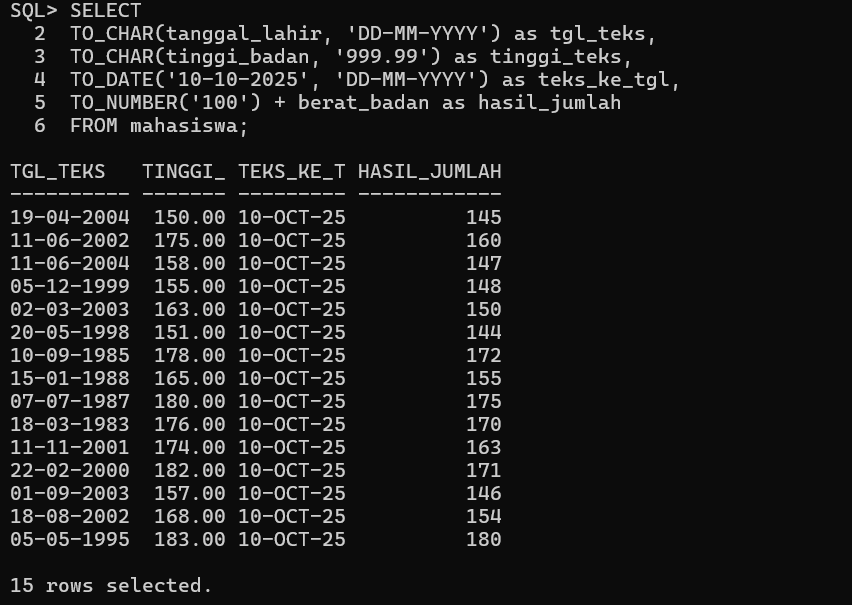 SQL> SELECT
  2  TO_CHAR(tanggal_lahir, 'DD-MM-YYYY') as tgl_teks,
  3  TO_CHAR(tinggi_badan, '999.99') as tinggi_teks,
  4  TO_DATE('10-10-2025', 'DD-MM-YYYY') as teks_ke_tgl,
  5  TO_NUMBER('100') + berat_badan as hasil_jumlah
  6  FROM mahasiswa;
TGL_TEKS   TINGGI_ TEKS_KE_T HASIL_JUMLAH
---------- ------- --------- ------------
19-04-2004  150.00 10-OCT-25          145
11-06-2002  175.00 10-OCT-25          160
11-06-2004  158.00 10-OCT-25          147
05-12-1999  155.00 10-OCT-25          148
02-03-2003  163.00 10-OCT-25          150
20-05-1998  151.00 10-OCT-25          144
10-09-1985  178.00 10-OCT-25          172
15-01-1988  165.00 10-OCT-25          155
07-07-1987  180.00 10-OCT-25          175
18-03-1983  176.00 10-OCT-25          170
11-11-2001  174.00 10-OCT-25          163
22-02-2000  182.00 10-OCT-25          171
01-09-2003  157.00 10-OCT-25          146
18-08-2002  168.00 10-OCT-25          154
05-05-1995  183.00 10-OCT-25          180
15 rows selected.